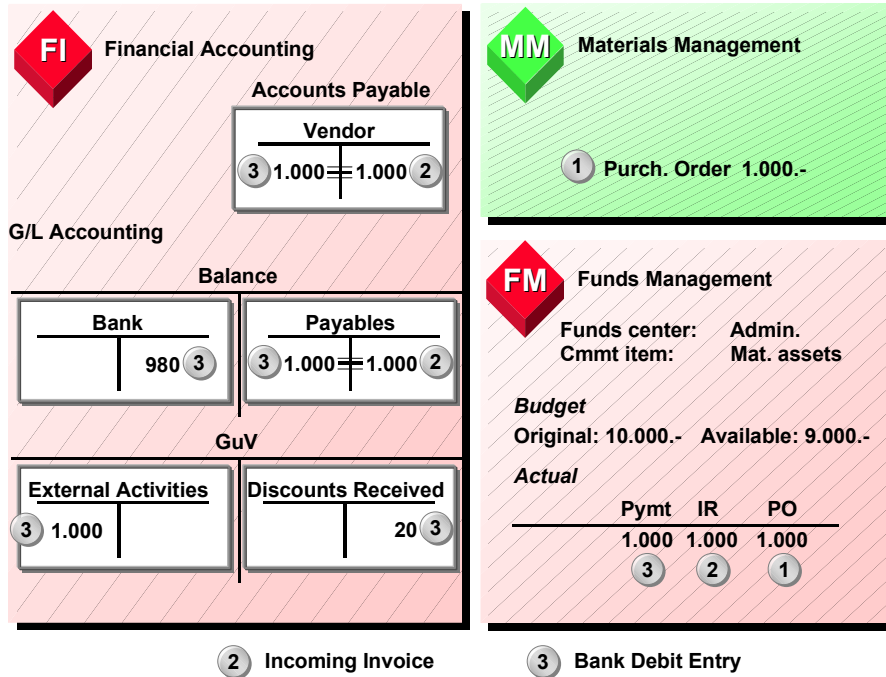 FI Financial Accounting
Accounts Payable
Vendor
3 1.000 1.000 2
G/L Accounting
Balance
Bank
980 3
Payables
3 1.000 1.000 2
GuV
External Activities
3 1.000
Discounts Received
20 3
MM Materials Management
1 Purch. Order 1.000.-
FM Funds Management
Funds center: Admin.
Cmmt item: Mat. assets
Budget
Original: 10.000.- Available: 9.000.-
Actual
Pymt IR PO
1.000 1.000 1.000
3 2 1
2 Incoming Invoice 3 Bank Debit Entry